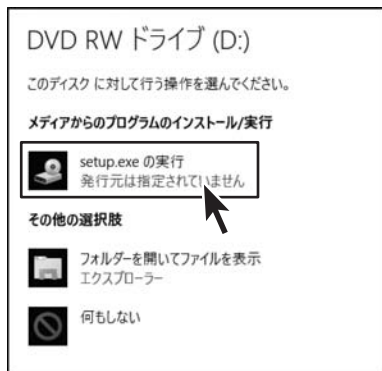 DVD RW ドライブ (D:)
このディスク に対して行う操作を選んでください。
メディアからのプログラムのインストール/実行
setup.exe の実行
発行元は指定されていません
その他の選択肢
フォルダーを開いてファイルを表示
エクスプローラー
何もしない